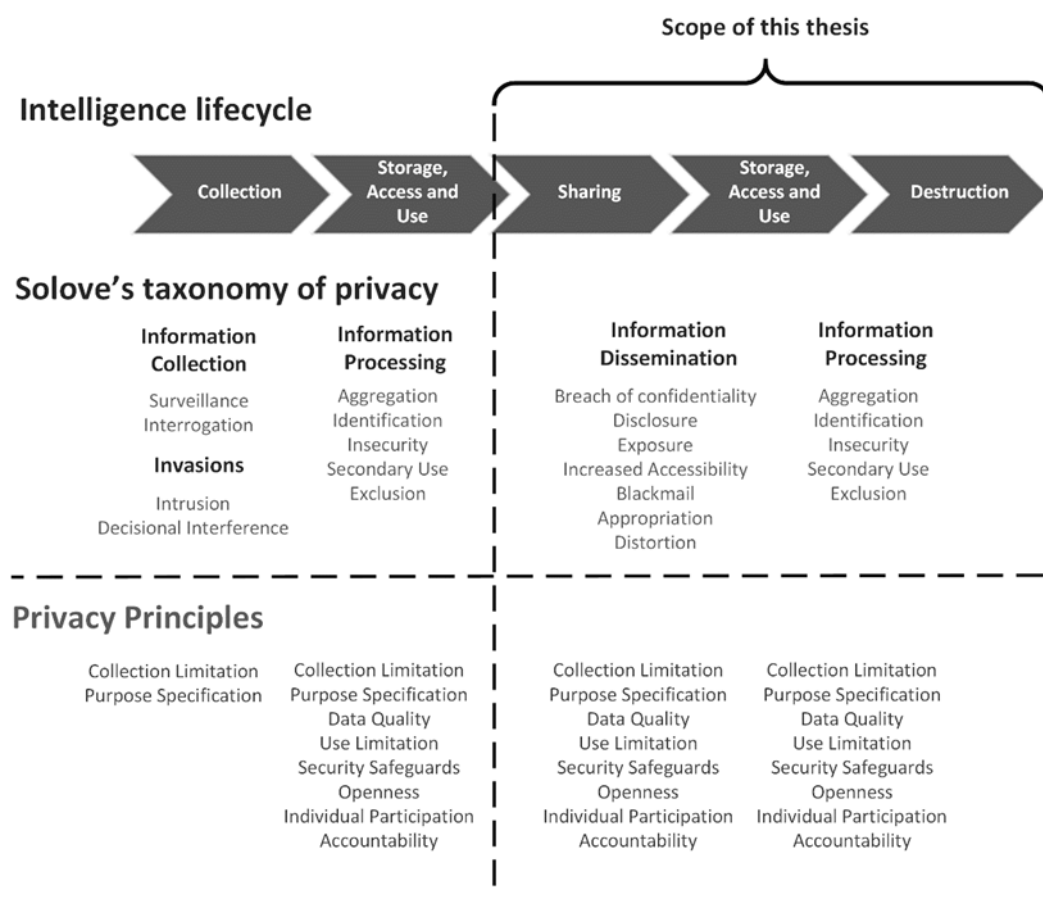 Scope of this thesis
Intelligence lifecycle
Collection
Storage,
Access and
Use
Sharing
Storage,
Access and
Use
Destruction
Solove's taxonomy of privacy
Information
Collection
Surveillance
Interrogation
Invasions
Intrusion
Decisional Interference
Information
Processing
Aggregation
Identification
Insecurity
Secondary Use
Exclusion
Information
Dissemination
Breach of confidentiality
Disclosure
Exposure
Increased Accessibility
Blackmail
Appropriation
Distortion
Information
Processing
Aggregation
Identification
Insecurity
Secondary Use
Exclusion
Privacy Principles
Collection Limitation
Purpose Specification
Collection Limitation
Purpose Specification
Data Quality
Use Limitation
Security Safeguards
Openness
Individual Participation
Accountability
Collection Limitation
Purpose Specification
Data Quality
Use Limitation
Security Safeguards
Openness
Individual Participation
Accountability
Collection Limitation
Purpose Specification
Data Quality
Use Limitation
Security Safeguards
Openness
Individual Participation
Accountability